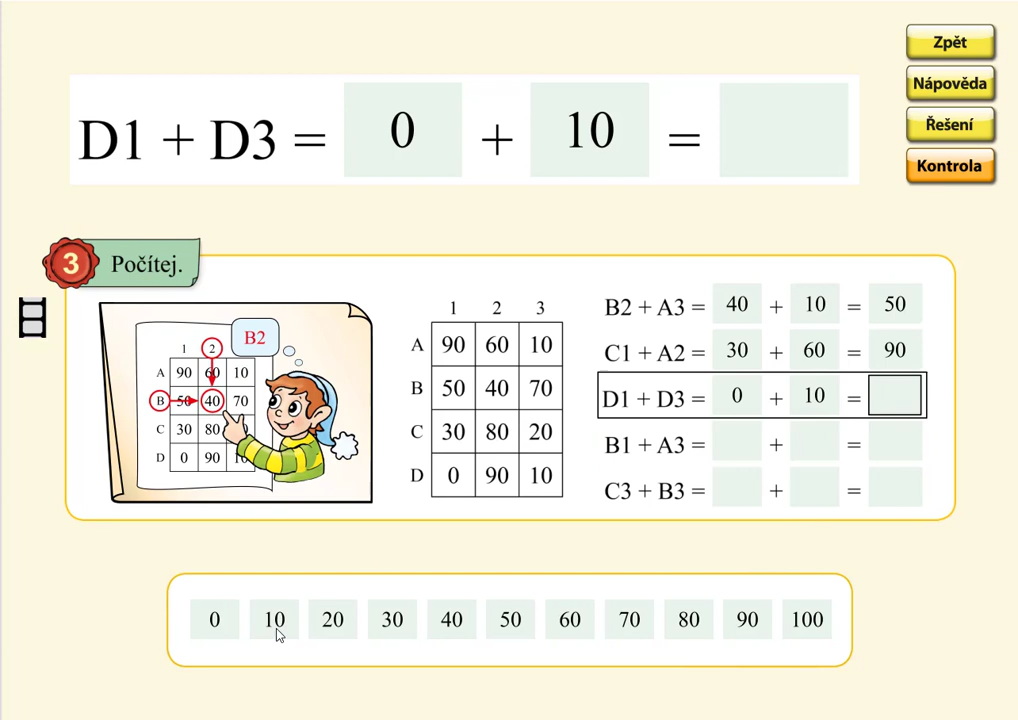 Zpět
Nápověda
Řešení
Kontrola
D1 + D3 = 0 + 10 =
3 Počítej.
B2
1 2
A 90 60 10
B 50 40 70
C 30 80
D 0 90 10
1 2 3
A 90 60 10
B 50 40 70
C 30 80 20
D 0 90 10
B2 + A3 = 40 + 10 = 50
C1 + A2 = 30 + 60 = 90
D1 + D3 = 0 + 10 =
B1 + A3 = + =
C3 + B3 = + =
0 10 20 30 40 50 60 70 80 90 100